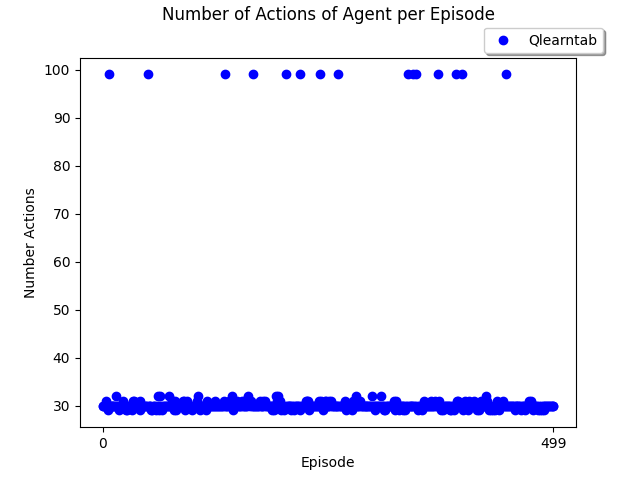 Number of Actions of Agent per Episode
Qlearntab
100
90
80
70
60
50
40
30
Number Actions
0
499
Episode